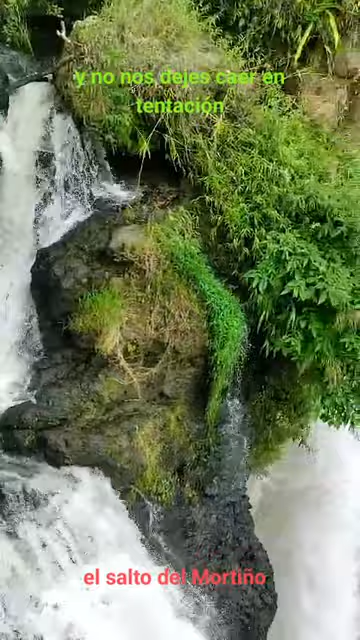 y no nos dejes caer en
tentación
el salto del Mortiño